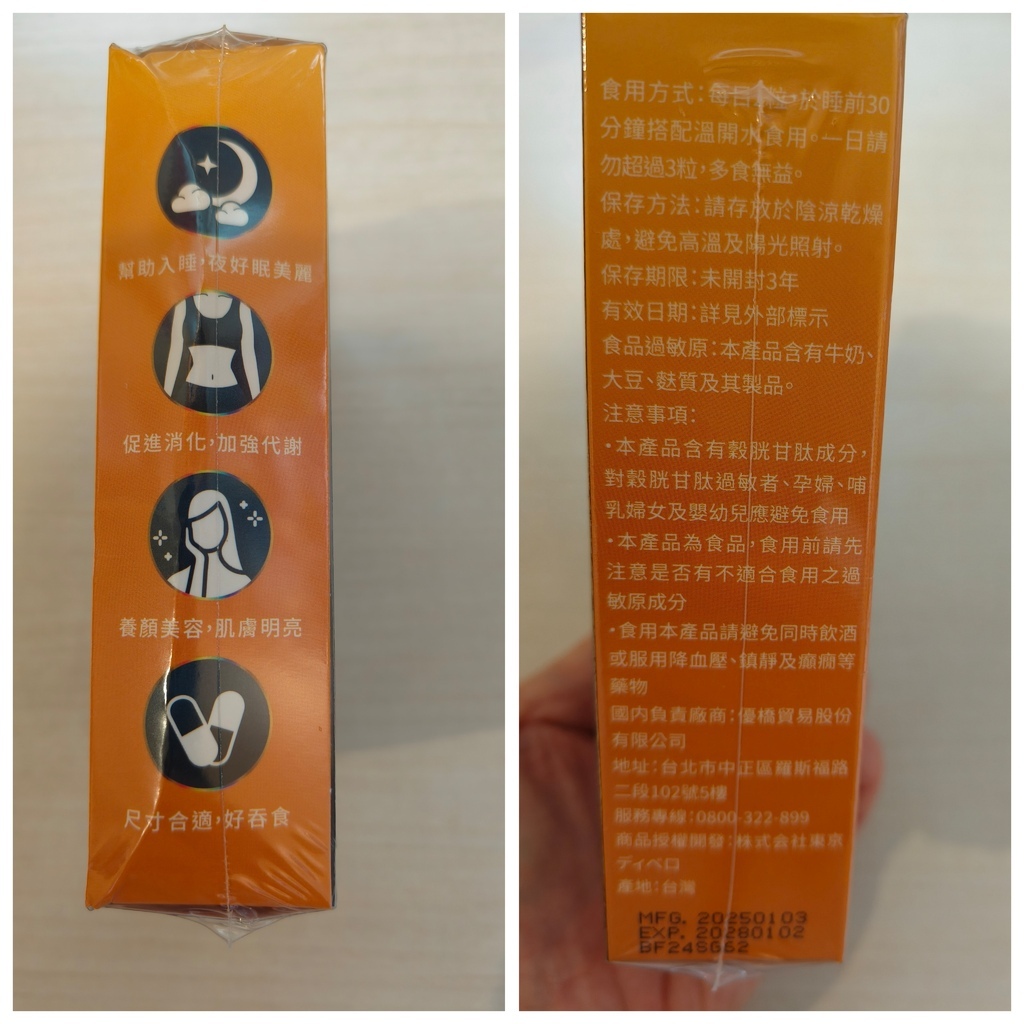 幫助入睡，夜好眠美麗
促進消化，加強代謝
養顏美容，肌膚明亮
尺寸合適，好吞食
食用方式：每日 粒，於睡前30
分鐘搭配溫開水食用。一日請
勿超過3粒，多食無益。
保存方法：請存放於陰涼乾燥
處，避免高溫及陽光照射。
保存期限：未開封3年
有效日期：詳見外部標示
食品過敏原：本產品含有牛奶、
大豆、麩質及其製品。
注意事項：
・本產品含有穀胱甘肽成分，
對穀胱甘肽過敏者、孕婦、哺
乳婦女及嬰幼兒應避免食用
・本產品為食品，食用前請先
注意是否有不適合食用之過
敏原成分
・食用本產品請避免同時飲酒
或服用降血壓、鎮靜及癲癇等
藥物
國內負責廠商：優橋貿易股份
有限公司
地址：台北市中正區羅斯福路
二段102號5樓
服務專線：0800-322-899
商品授權開發：株式会社東京
ディベロ
產地：台灣
MFG. 20250103
EXP. 20280102
BF24SG62